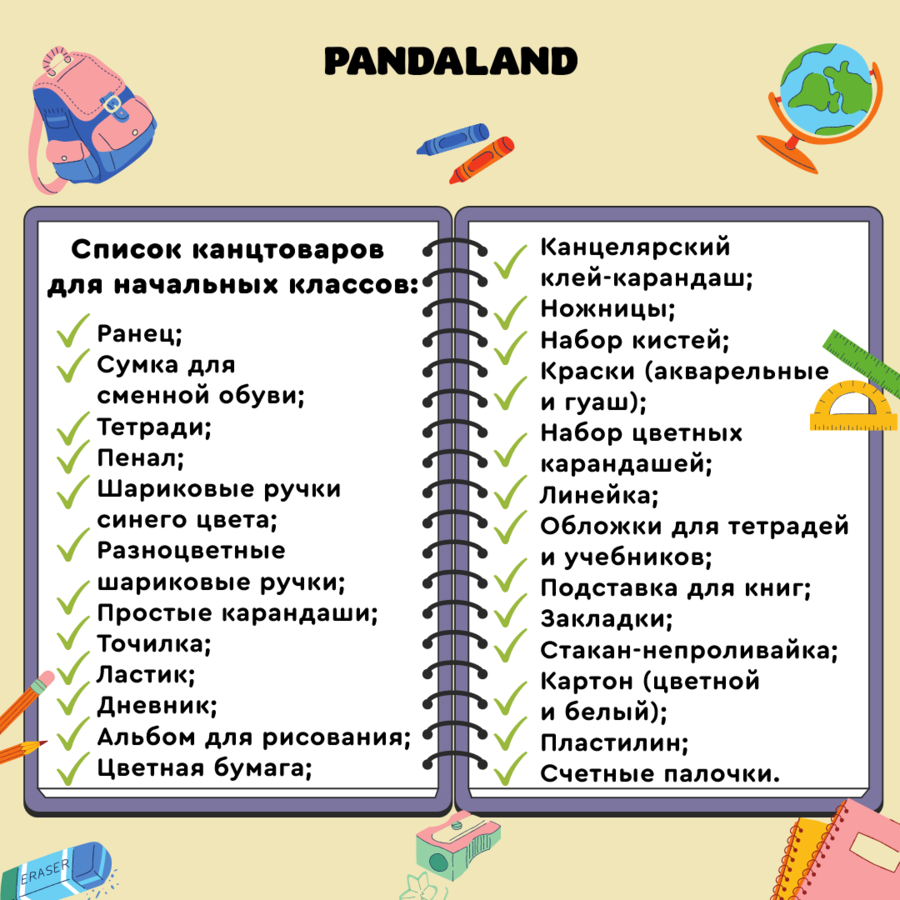 PANDALAND
Список канцтоваров
для начальных классов:
Ранец;
Сумка для
сменной обуви;
Тетради;
Пенал;
Шариковые ручки
синего цвета;
Разноцветные
шариковые ручки;
Простые карандаши;
Точилка;
Ластик;
Дневник;
Альбом для рисования;
Цветная бумага;
Канцелярский
клей-карандаш;
Ножницы;
Набор кистей;
Краски (акварельные
и гуаш);
Набор цветных
карандашей;
Линейка;
Обложки для тетрадей
и учебников;
Подставка для книг;
Закладки;
Стакан-непроливайка;
Картон (цветной
и белый);
Пластилин;
Счетные палочки.
ERASER